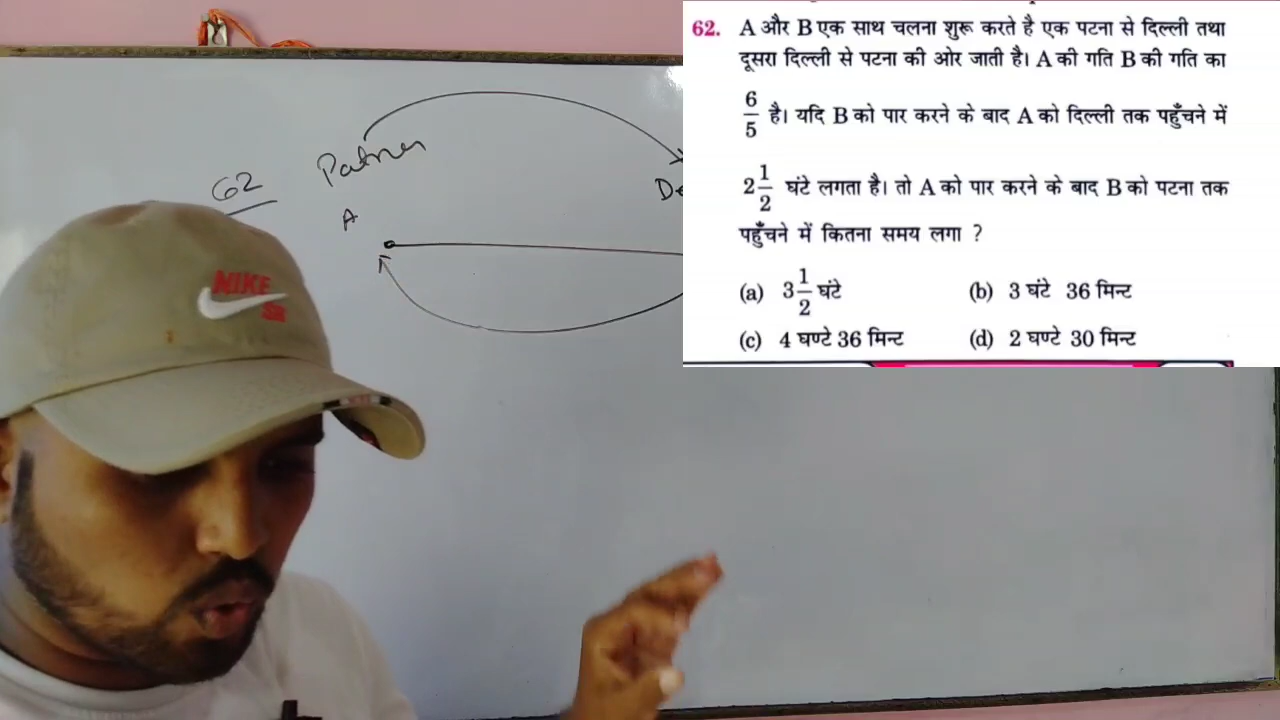 62. A और B एक साथ चलना शुरू करते है एक पटना से दिल्ली तथा
दूसरा दिल्ली से पटना की ओर जाती है। A की गति B की गति का
6/5 है। यदि B को पार करने के बाद A को दिल्ली तक पहुँचने में
2 1/2 घंटे लगता है। तो A को पार करने के बाद B को पटना तक
पहुँचने में कितना समय लगा ?
(a) 3 1/2 घंटे (b) 3 घंटे 36 मिन्ट
(c) 4 घण्टे 36 मिन्ट (d) 2 घण्टे 30 मिन्ट
62
Patna
De
A
NIKE
SR